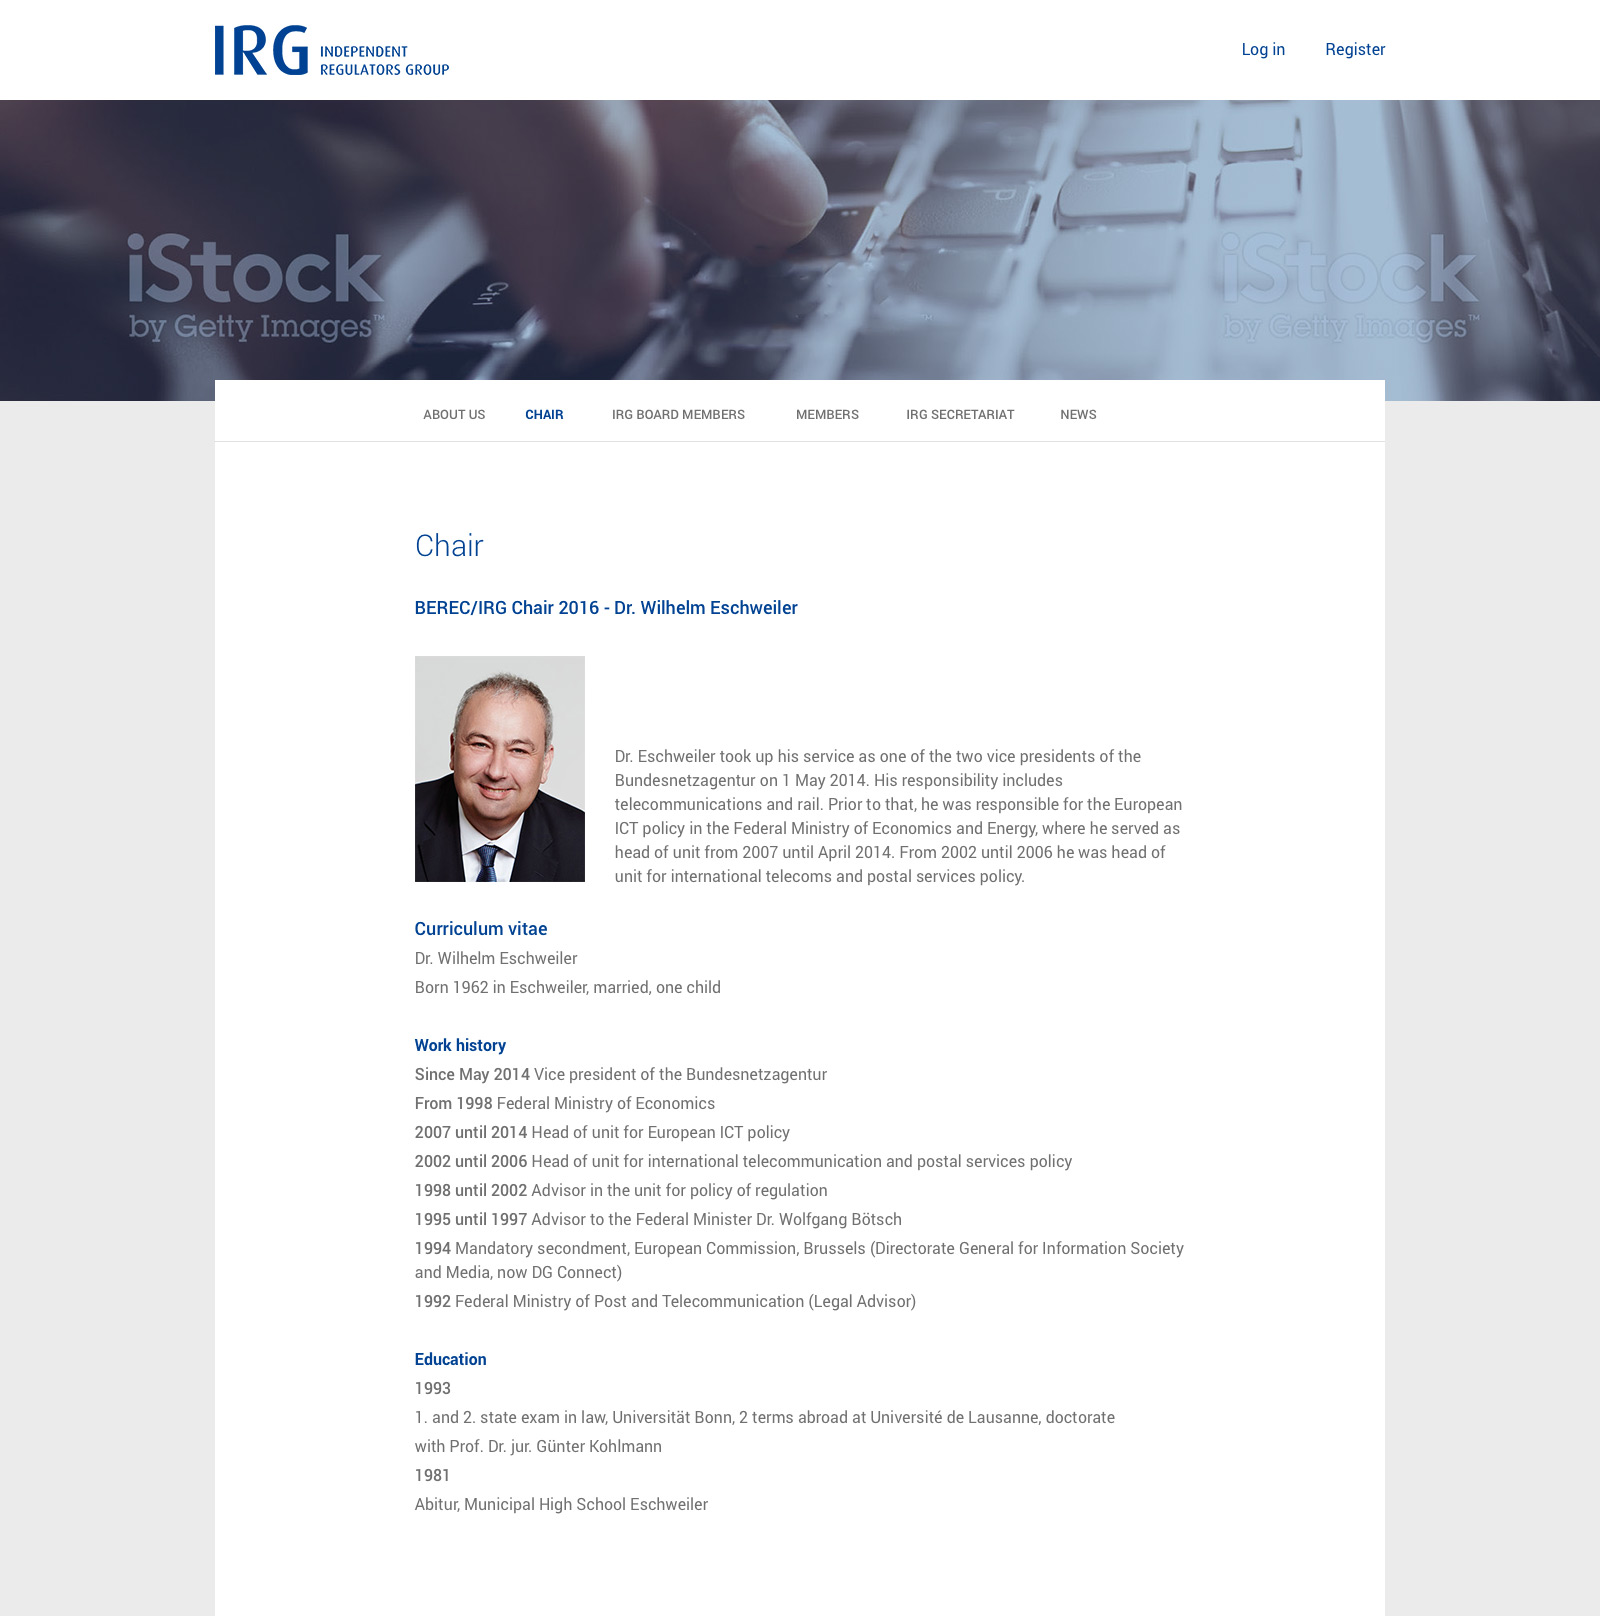 IRG INDEPENDENT
REGULATORS GROUP
Log in Register
P
Ctrl
iStock
by Getty Images™
iStock
by Getty Images™
ABOUT US CHAIR IRG BOARD MEMBERS MEMBERS IRG SECRETARIAT NEWS
Chair
BEREC/IRG Chair 2016 - Dr. Wilhelm Eschweiler
Dr. Eschweiler took up his service as one of the two vice presidents of the
Bundesnetzagentur on 1 May 2014. His responsibility includes
telecommunications and rail. Prior to that, he was responsible for the European
ICT policy in the Federal Ministry of Economics and Energy, where he served as
head of unit from 2007 until April 2014. From 2002 until 2006 he was head of
unit for international telecoms and postal services policy.
Curriculum vitae
Dr. Wilhelm Eschweiler
Born 1962 in Eschweiler, married, one child
Work history
Since May 2014 Vice president of the Bundesnetzagentur
From 1998 Federal Ministry of Economics
2007 until 2014 Head of unit for European ICT policy
2002 until 2006 Head of unit for international telecommunication and postal services policy
1998 until 2002 Advisor in the unit for policy of regulation
1995 until 1997 Advisor to the Federal Minister Dr. Wolfgang Bötsch
1994 Mandatory secondment, European Commission, Brussels (Directorate General for Information Society
and Media, now DG Connect)
1992 Federal Ministry of Post and Telecommunication (Legal Advisor)
Education
1993
1. and 2. state exam in law, Universität Bonn, 2 terms abroad at Université de Lausanne, doctorate
with Prof. Dr. jur. Günter Kohlmann
1981
Abitur, Municipal High School Eschweiler